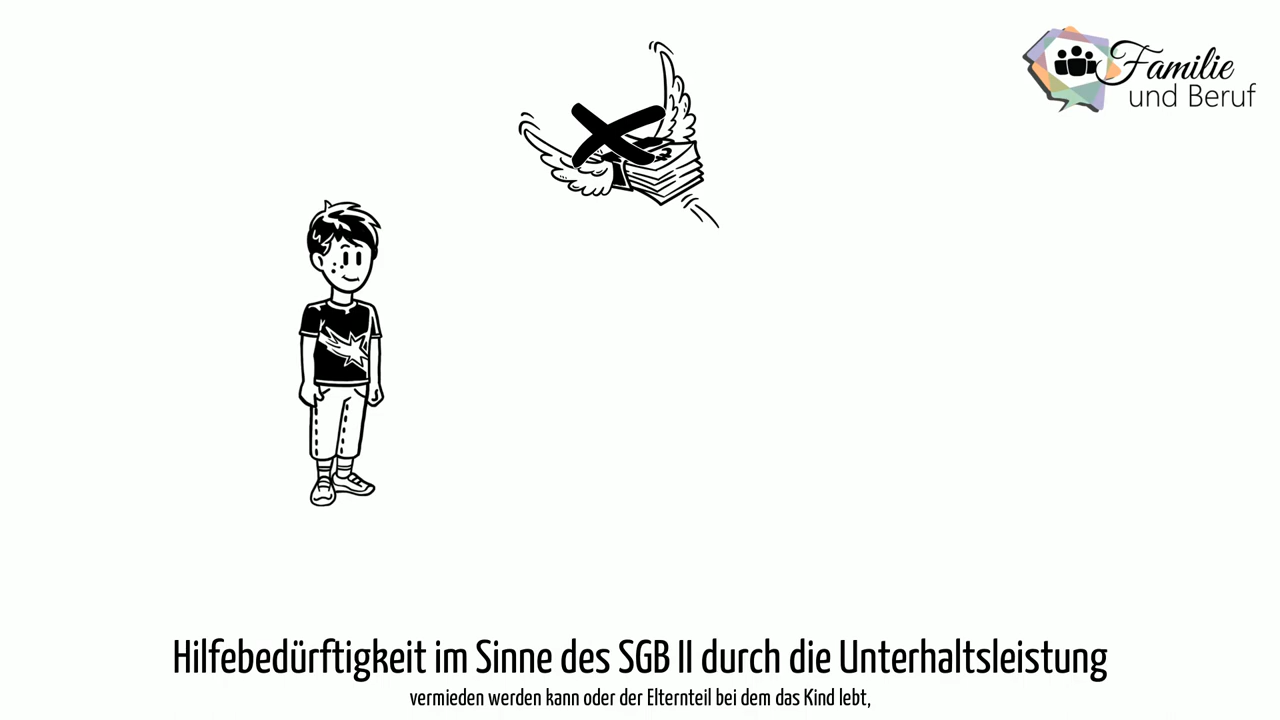 Familie
und Beruf
Hilfebedürftigkeit im Sinne des SGB II durch die Unterhaltsleistung
vermieden werden kann oder der Elternteil bei dem das Kind lebt,